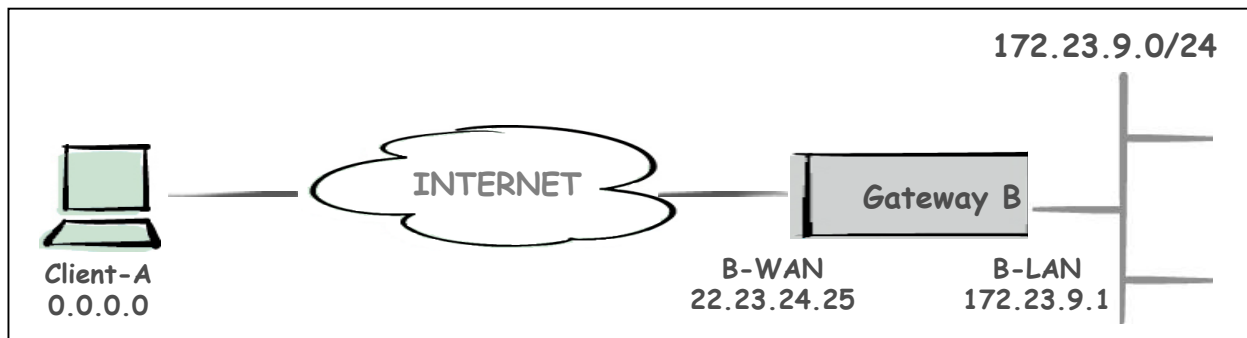 172.23.9.0/24
INTERNET
Gateway B
Client-A
0.0.0.0
B-WAN
22.23.24.25
B-LAN
172.23.9.1